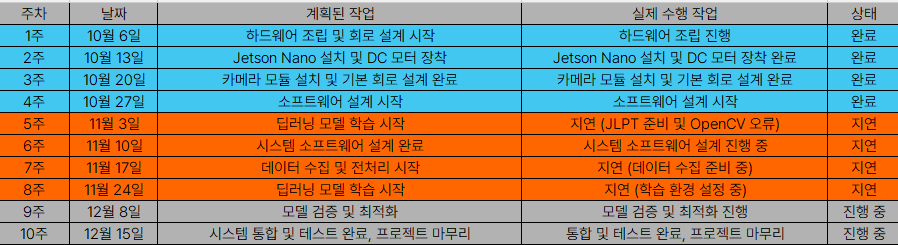 주차 날짜 계획된 작업 실제 수행 작업 상태
1주 10월 6일 하드웨어 조립 및 회로 설계 시작 하드웨어 조립 진행 완료
2주 10월 13일 Jetson Nano 설치 및 DC 모터 장착 Jetson Nano 설치 및 DC 모터 장착 완료 완료
3주 10월 20일 카메라 모듈 설치 및 기본 회로 설계 완료 카메라 모듈 설치 및 기본 회로 설계 완료 완료
4주 10월 27일 소프트웨어 설계 시작 소프트웨어 설계 시작 완료
5주 11월 3일 딥러닝 모델 학습 시작 지연 (JLPT 준비 및 OpenCV 오류) 지연
6주 11월 10일 시스템 소프트웨어 설계 완료 시스템 소프트웨어 설계 진행 중 지연
7주 11월 17일 데이터 수집 및 전처리 시작 지연 (데이터 수집 준비 중) 지연
8주 11월 24일 딥러닝 모델 학습 시작 지연 (학습 환경 설정 중) 지연
9주 12월 8일 모델 검증 및 최적화 모델 검증 및 최적화 진행 진행 중
10주 12월 15일 시스템 통합 및 테스트 완료, 프로젝트 마무리 통합 및 테스트 완료, 프로젝트 마무리 진행 중